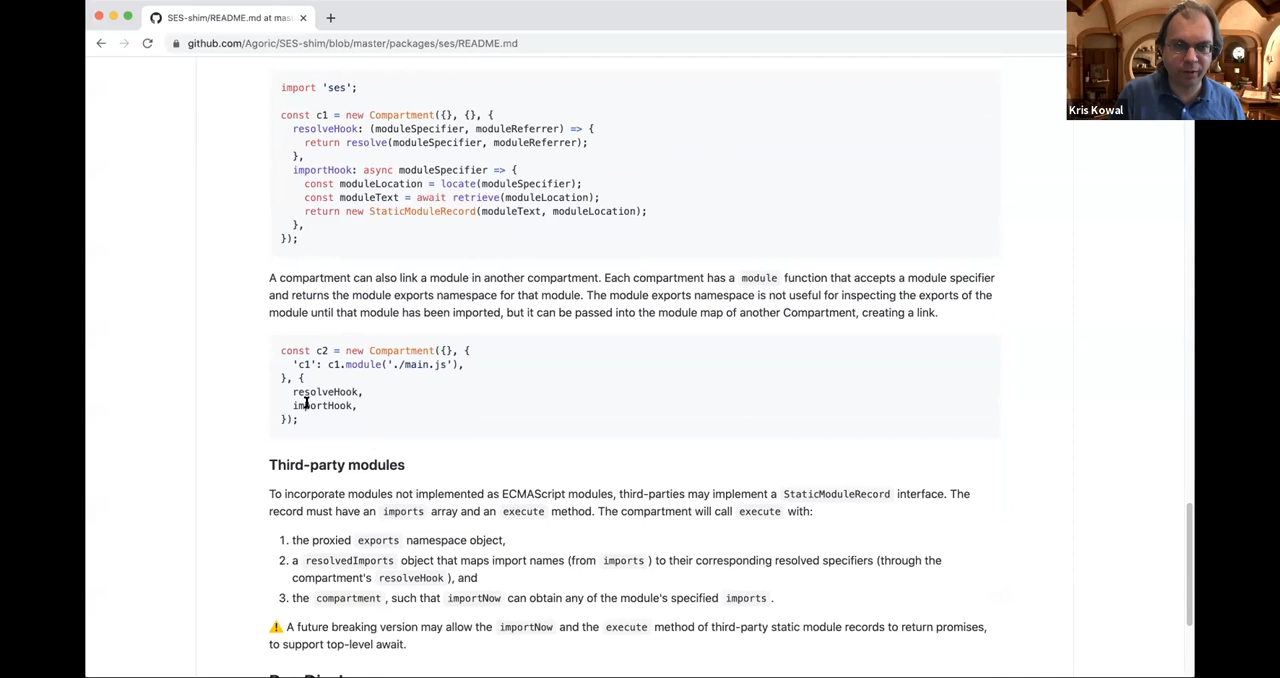 SES-shim/README.md at mas
github.com/Agoric/SES-shim/blob/master/packages/ses/README.md
Kris Kowal
import 'ses';
const c1 = new Compartment({}, {}, {
resolveHook: (moduleSpecifier, moduleReferrer) => {
return resolve(moduleSpecifier, moduleReferrer);
},
importHook: async moduleSpecifier => {
const moduleLocation = locate(moduleSpecifier);
const moduleText = await retrieve(moduleLocation);
return new StaticModuleRecord(moduleText, moduleLocation);
},
});
A compartment can also link a module in another compartment. Each compartment has a module function that accepts a module specifier
and returns the module exports namespace for that module. The module exports namespace is not useful for inspecting the exports of the
module until that module has been imported, but it can be passed into the module map of another Compartment, creating a link.
const c2 = new Compartment({}, {
'c1': c1.module('./main.js'),
}, {
resolveHook,
importHook,
});
Third-party modules
To incorporate modules not implemented as ECMAScript modules, third-parties may implement a StaticModuleRecord interface. The
record must have an imports array and an execute method. The compartment will call execute with:
1. the proxied exports namespace object,
2. a resolvedImports object that maps import names (from imports ) to their corresponding resolved specifiers (through the
compartment's resolveHook ), and
3. the compartment , such that importNow can obtain any of the module's specified imports .
⚠ A future breaking version may allow the importNow and the execute method of third-party static module records to return promises,
to support top-level await.